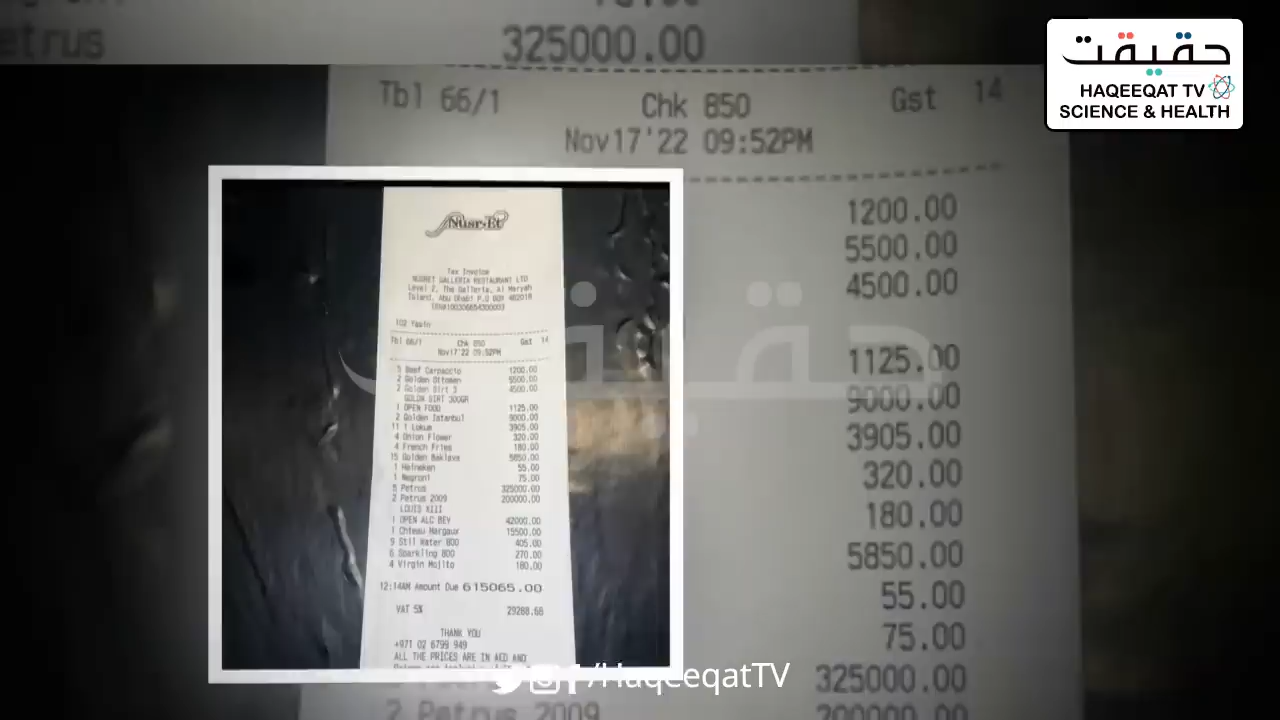 etrus 325000.00
حقیقت
HAQEEQAT TV
SCIENCE & HEALTH
Tbl 66/1 Chk 850 Gst 14
Nov17'22 09:52PM
1200.00
5500.00
4500.00
1125.00
9000.00
3905.00
320.00
180.00
5850.00
55.00
75.00
325000.00
2 Petrus 2009 200000.00
Nusr-Et
Tax Invoice
NUSRET GALLERIA RESTAURANT LTD
Level 2, The Galleria, Al Maryah
Island, Abu Dhabi P.O BOX
102 Yasin
Tbl 66/1 Chk 850 Gst 14
Nov17'22 09:52PM
5 Beef Carpaccio 1200.00
2 Golden Ottoman 5500.00
2 Golden Sirt 3 4500.00
GOLDN SIRT 300GR
1 OPEN FOOD 1125.00
2 Golden Istanbul 9000.00
11 1 Lokum 3905.00
4 Onion Flower 320.00
4 French Fries 180.00
15 Golden Baklava 5850.00
1 Heineken 55.00
1 Negroni 75.00
5 Petrus 325000.00
2 Petrus 2009 200000.00
LOUIS XIII
1 OPEN ALC BEV 42000.00
1 Chteau Margaux 15500.00
9 Still Water 800 405.00
6 Sparkling 800 270.00
4 Virgin Mojito 180.00
12:14AM Amount Due 615065.00
VAT 5% 29288.68
THANK YOU
+971 02 6799 949
ALL THE PRICES ARE IN AED AND
حقیقت
/HaqeeqatTV